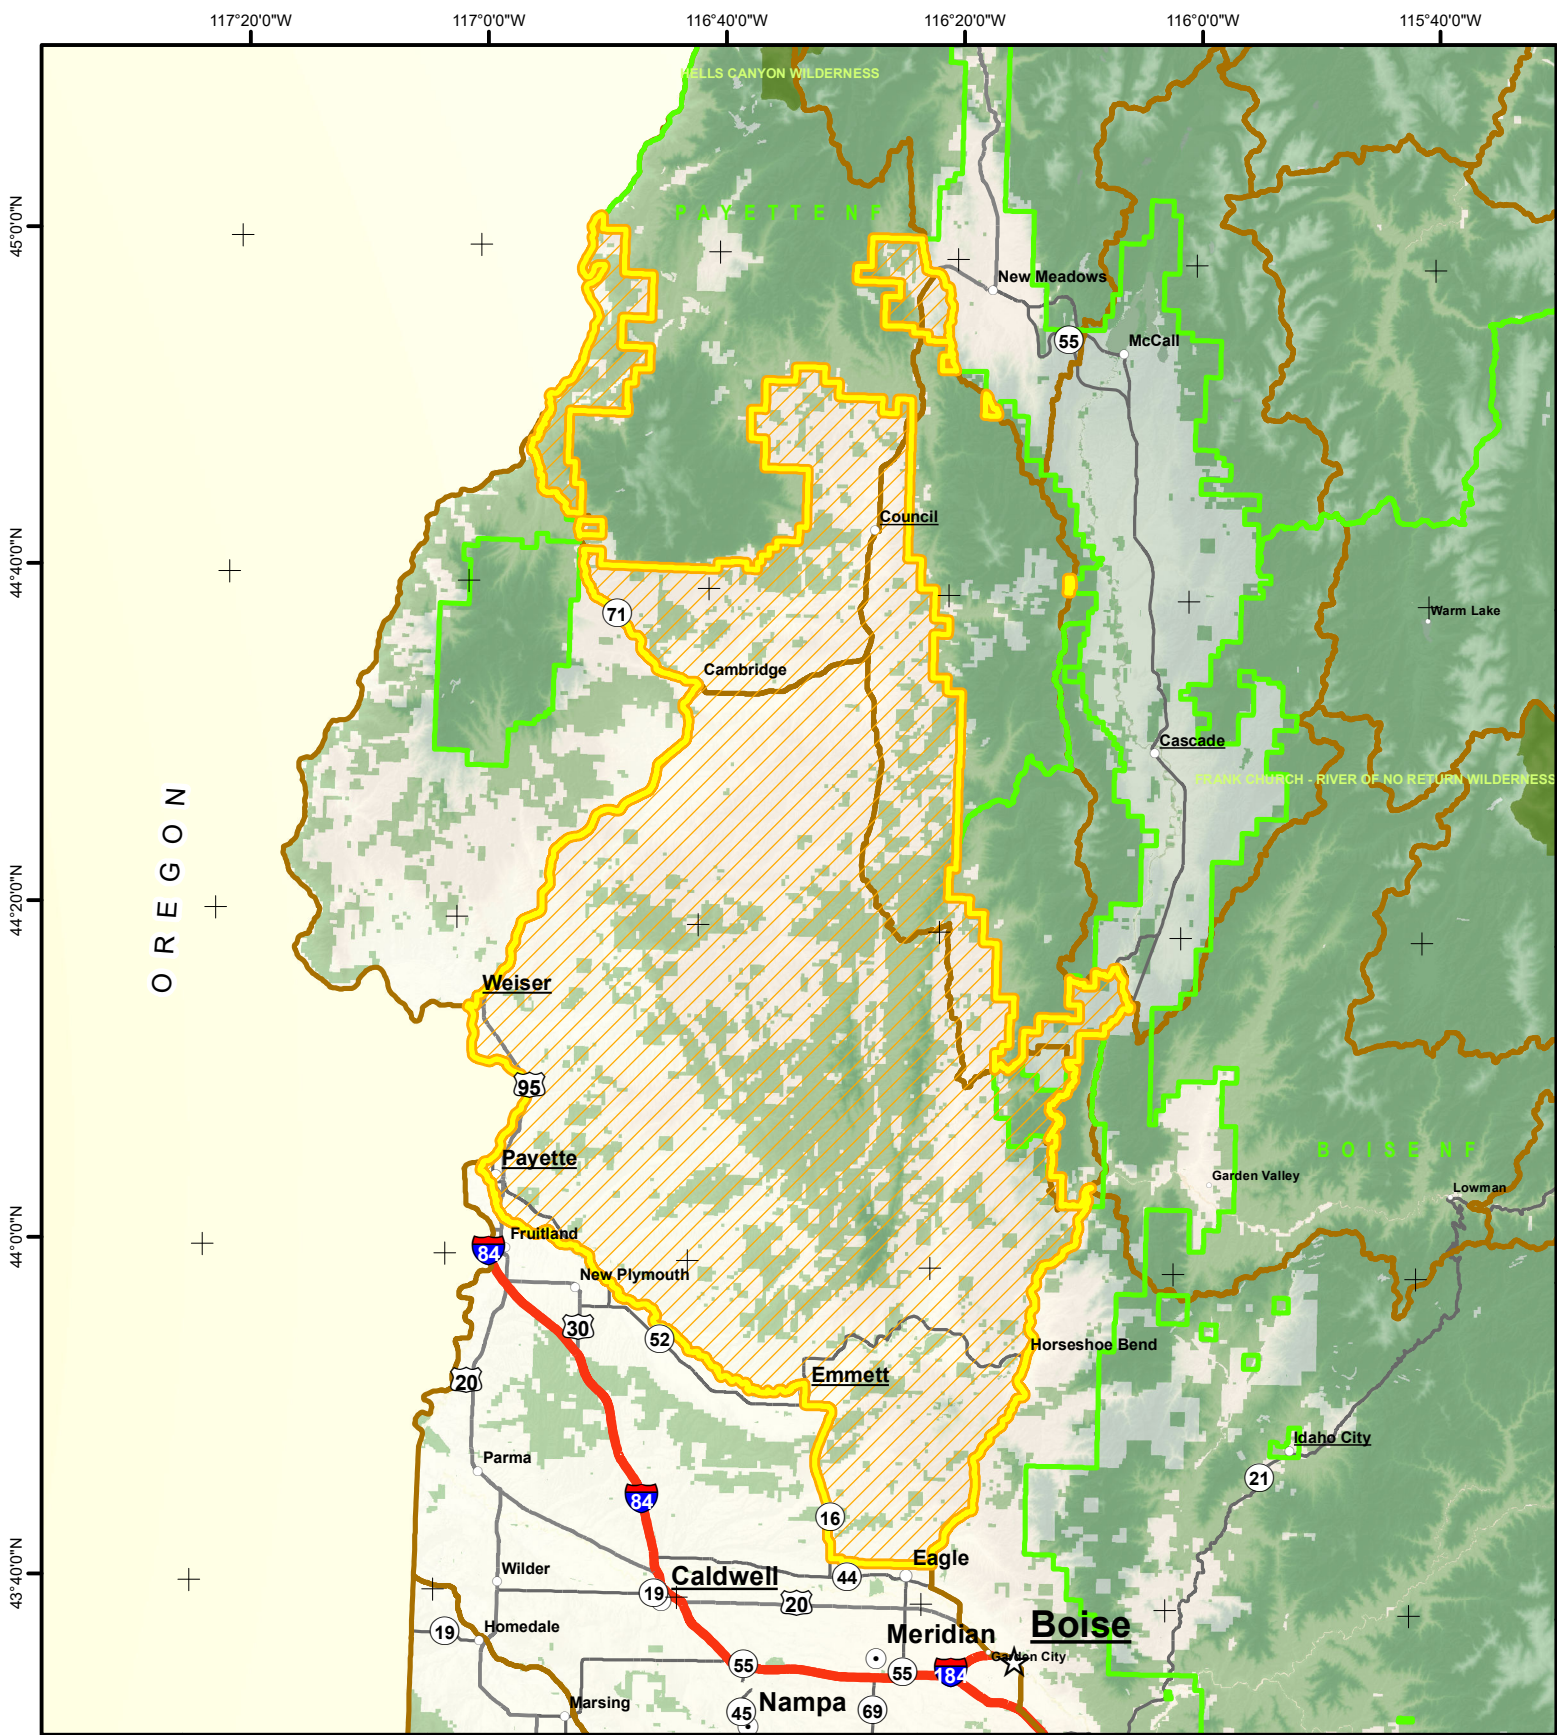 117°20'0"W
117°0'0"W
116°40'0"W
116°20'0"W
116°0'0"W
115°40'0"W
HELLS CANYON WILDERNESS
PAYETTE NF
45°0'0"N
New Meadows
55
McCall
Council
44°40'0"N
71
Warm Lake
Cambridge
Cascade
FRANK CHURCH - RIVER OF NO RETURN WILDERNESS
OREGON
44°20'0"N
Weiser
95
Payette
BOISE NF
Garden Valley
Lowman
44°0'0"N
Fruitland
84
New Plymouth
30
52
Horseshoe Bend
20
Emmett
Idaho City
Parma
21
84
16
43°40'0"N
Eagle
Wilder
Caldwell
44
19
20
Homedale
19
Boise
Meridian
Garden City
55
55
184
Marsing
Nampa
45
69